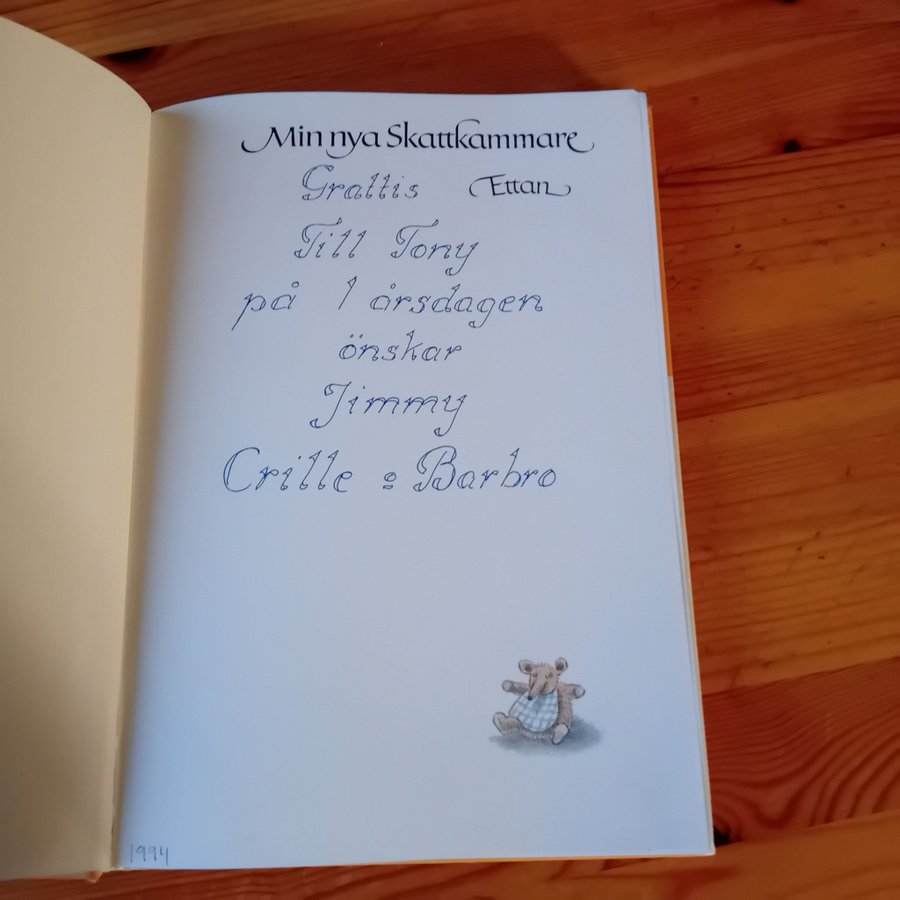 Min nya Skattkammare
Grattis Ettan
Till Tony
på 1 årsdagen
önskar
Jimmy
Crille o Barbro
1994